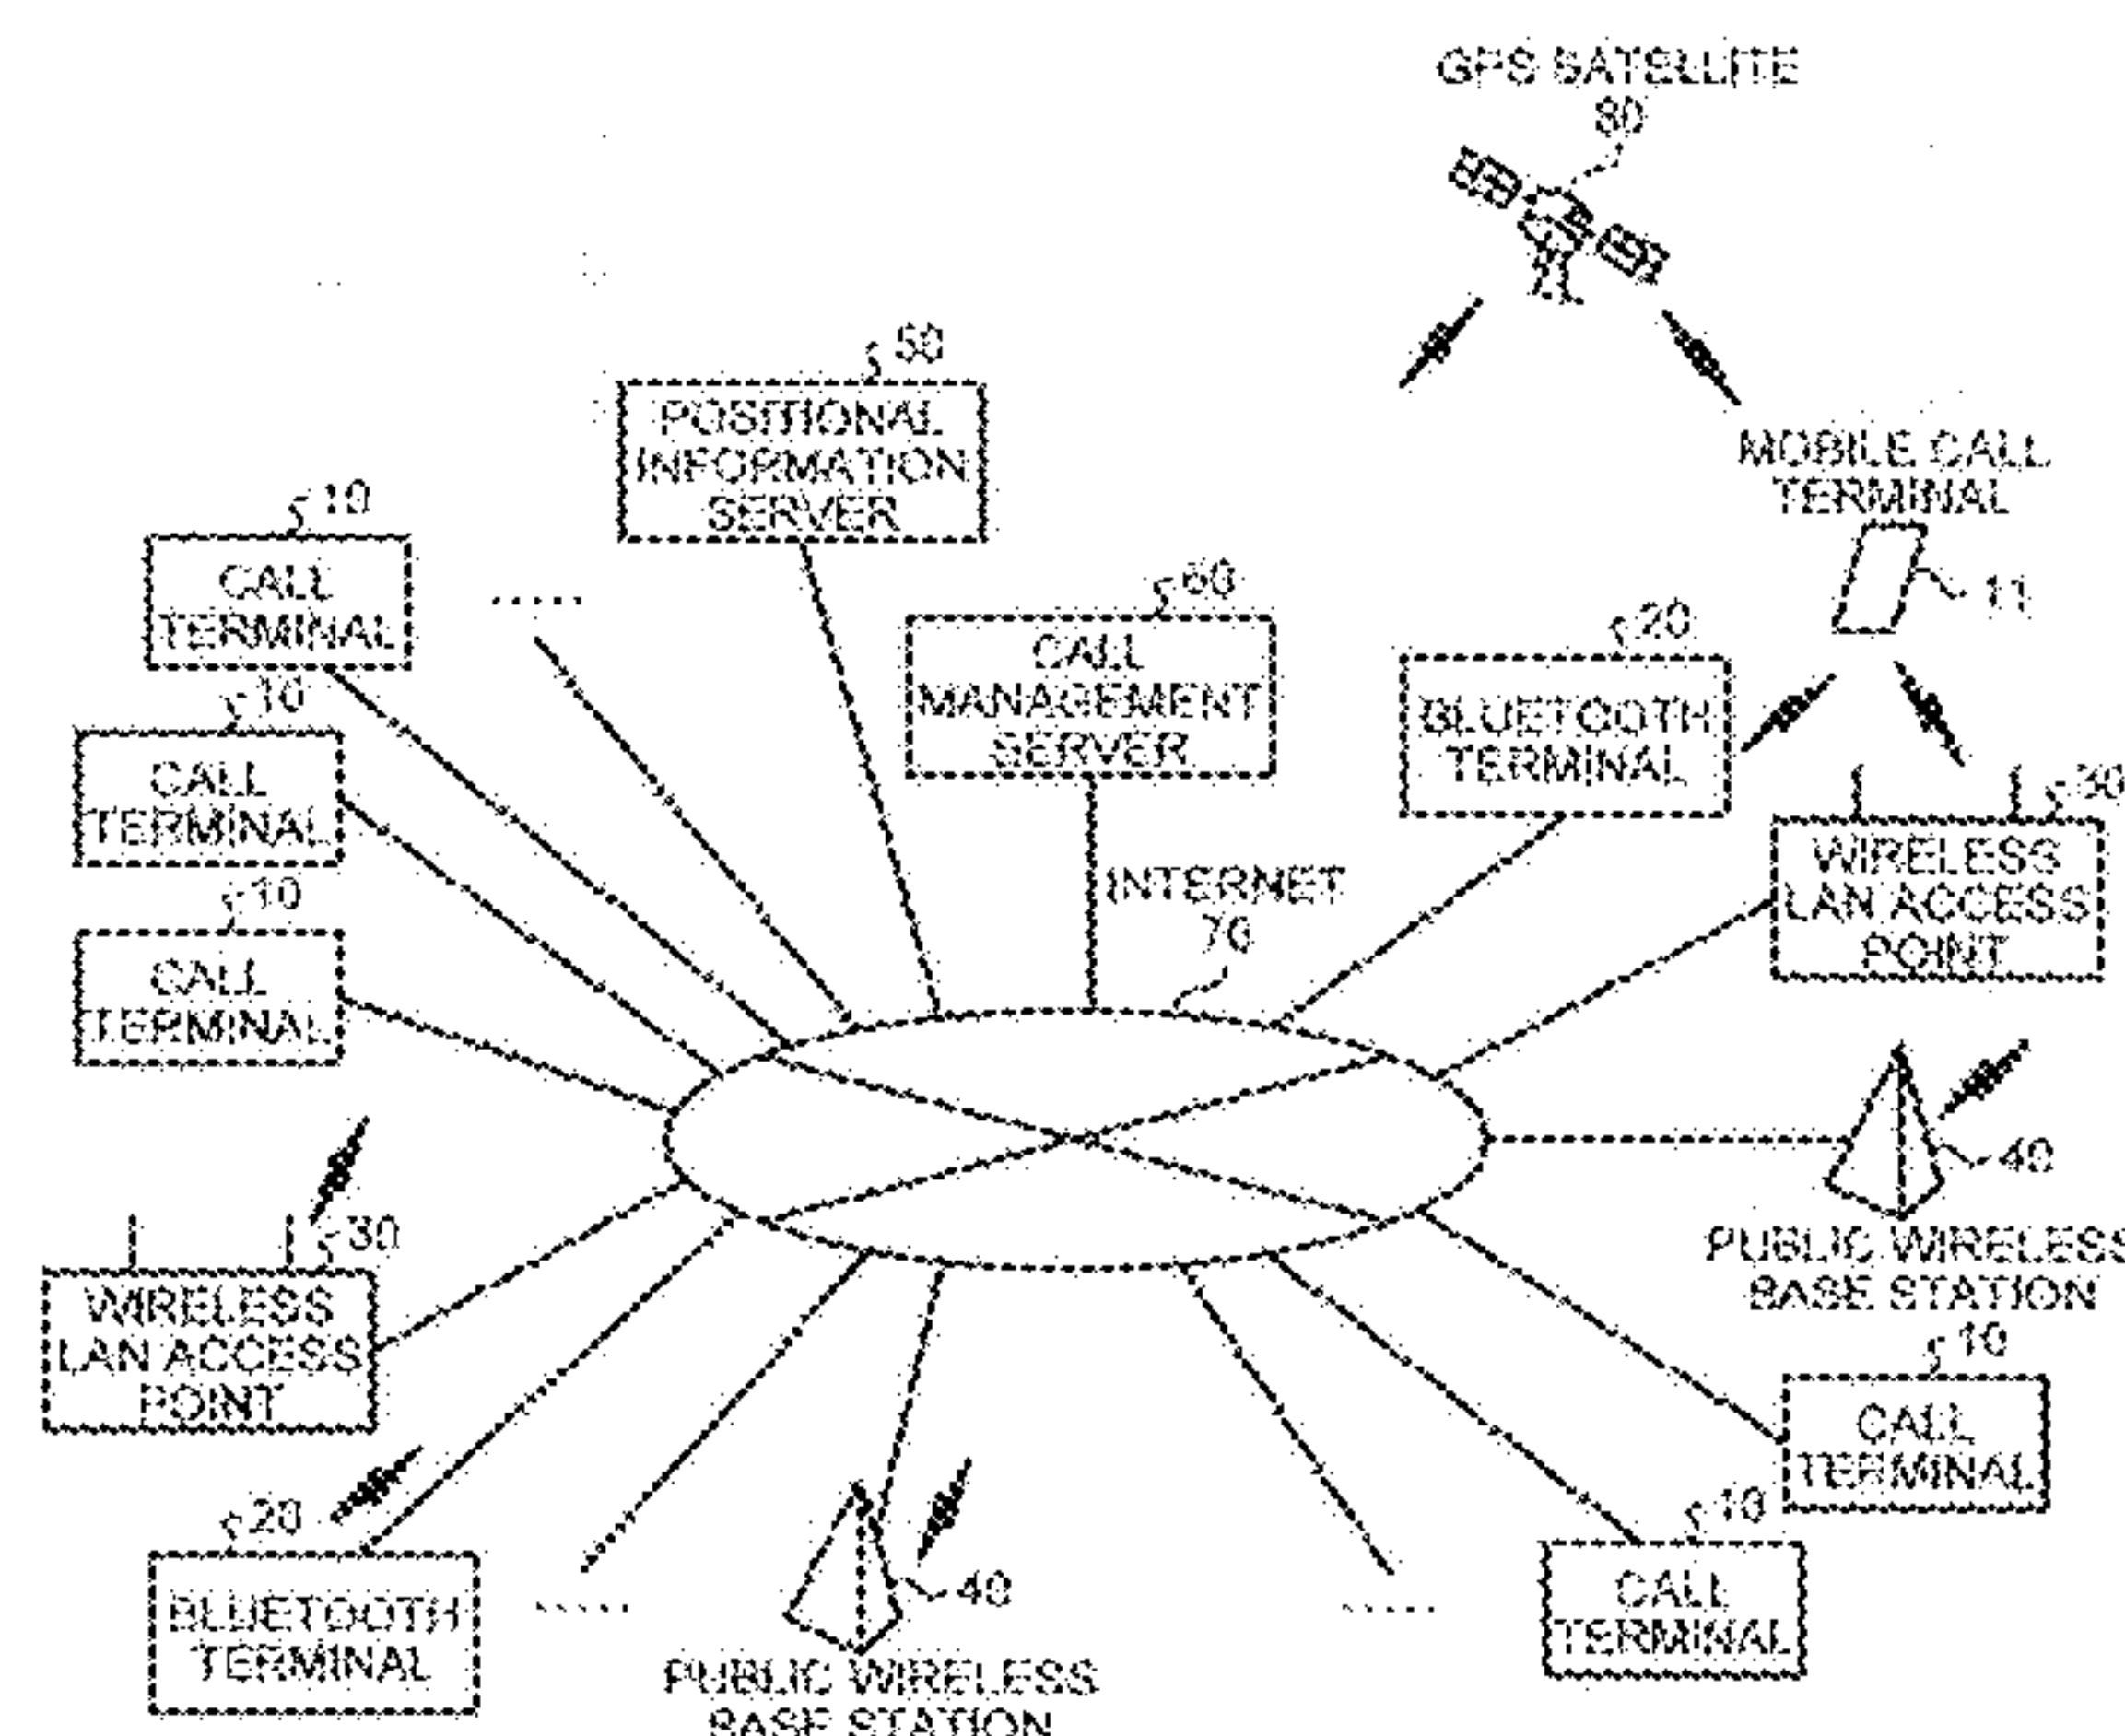 GPS SATELLITE
80
50
POSITIONAL
INFORMATION
SERVER
MOBILE CALL
TERMINAL
11
10
CALL
TERMINAL
60
CALL
MANAGEMENT
SERVER
20
BLUETOOTH
TERMINAL
10
CALL
TERMINAL
30
WIRELESS
LAN ACCESS
POINT
INTERNET
70
10
CALL
TERMINAL
40
PUBLIC WIRELESS
BASE STATION
30
WIRELESS
LAN ACCESS
POINT
10
CALL
TERMINAL
20
BLUETOOTH
TERMINAL
40
PUBLIC WIRELESS
BASE STATION
10
CALL
TERMINAL